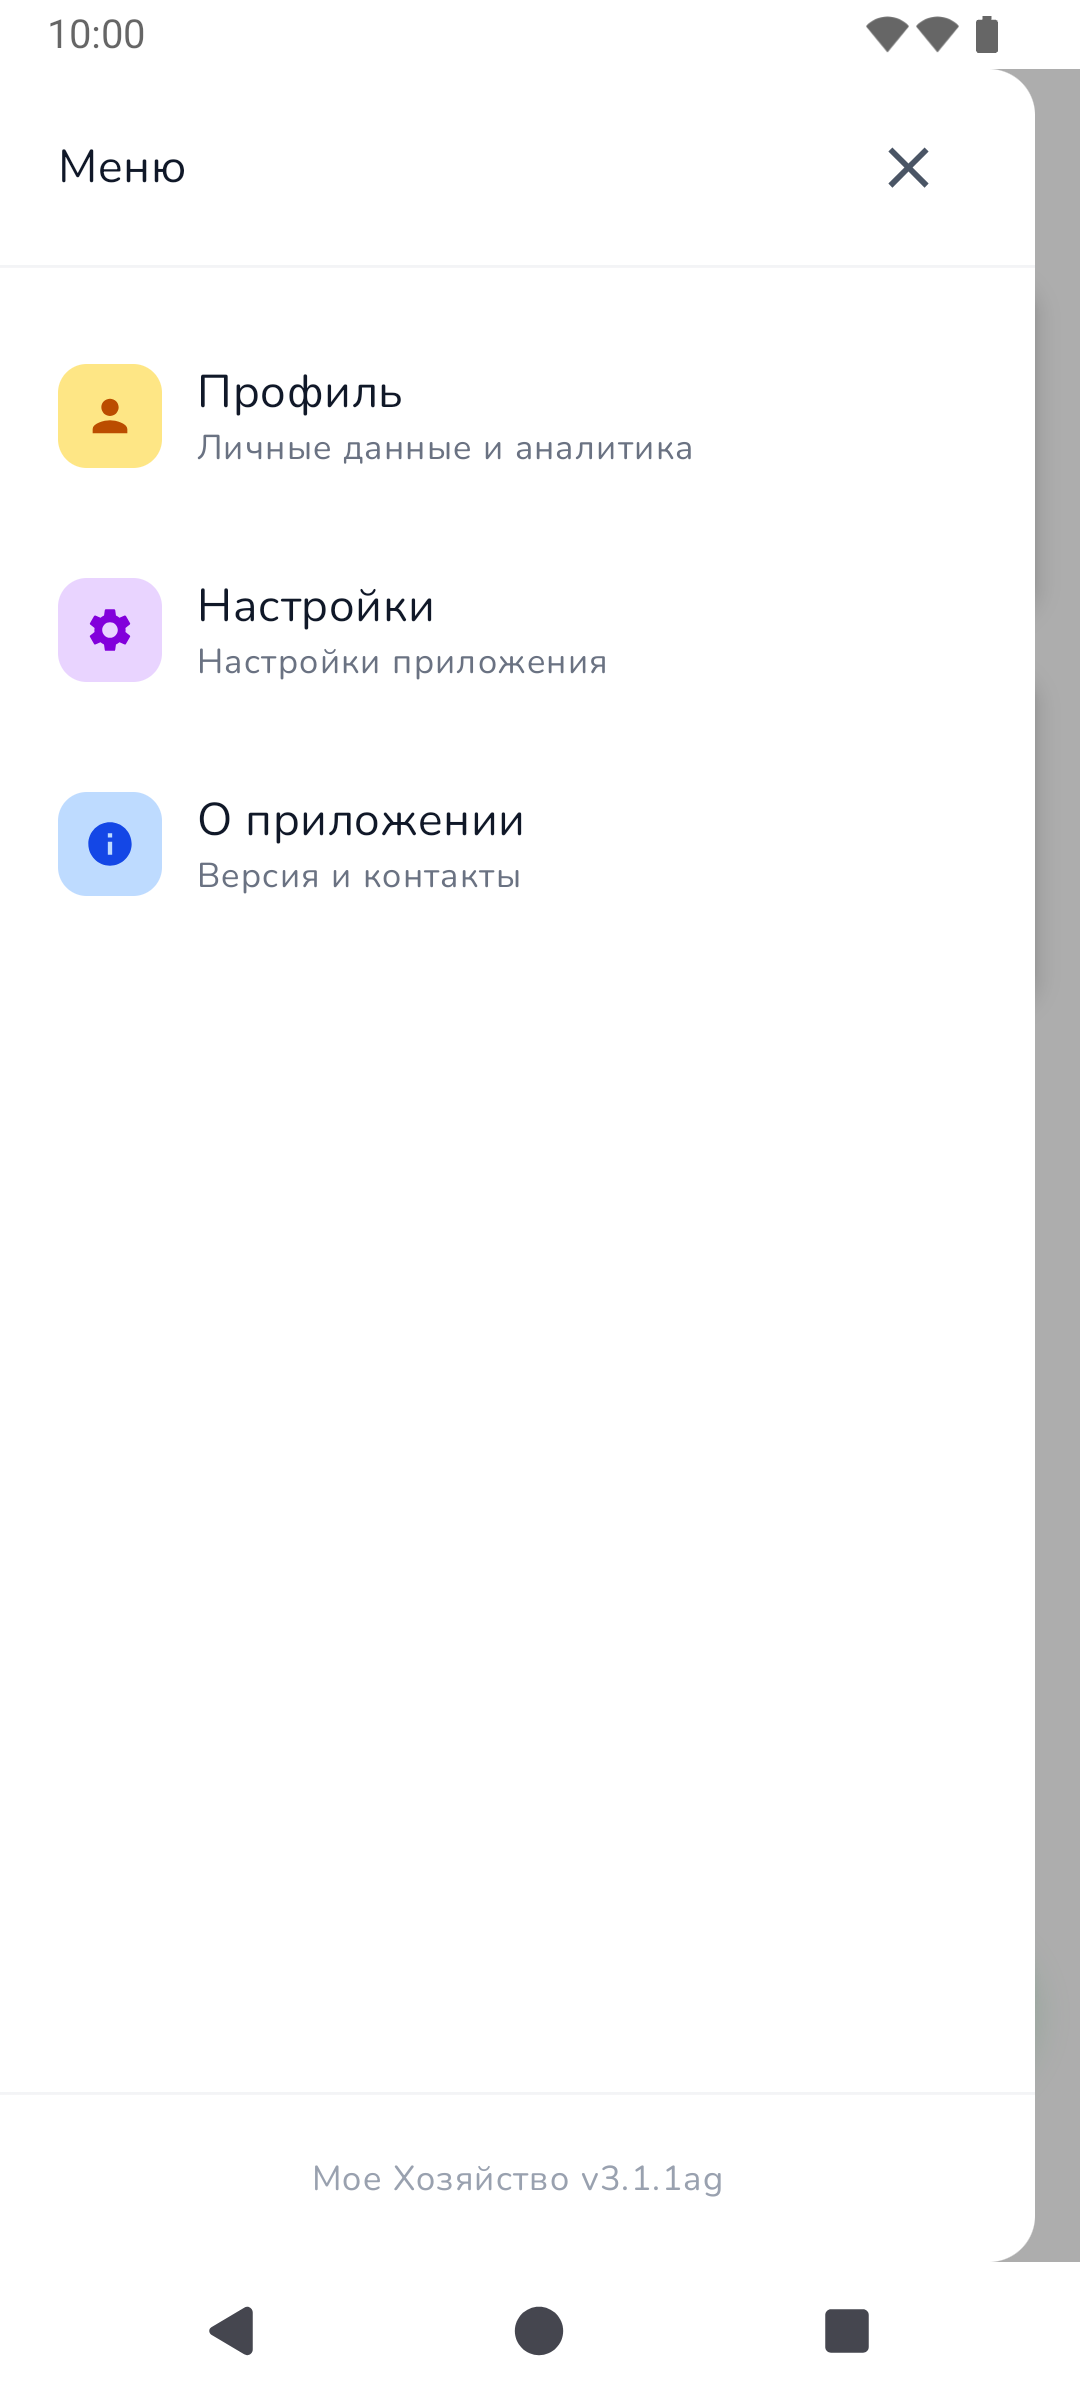 10:00
Меню
Профиль
Личные данные и аналитика
Настройки
Настройки приложения
О приложении
Версия и контакты
Мое Хозяйство v3.1.1ag